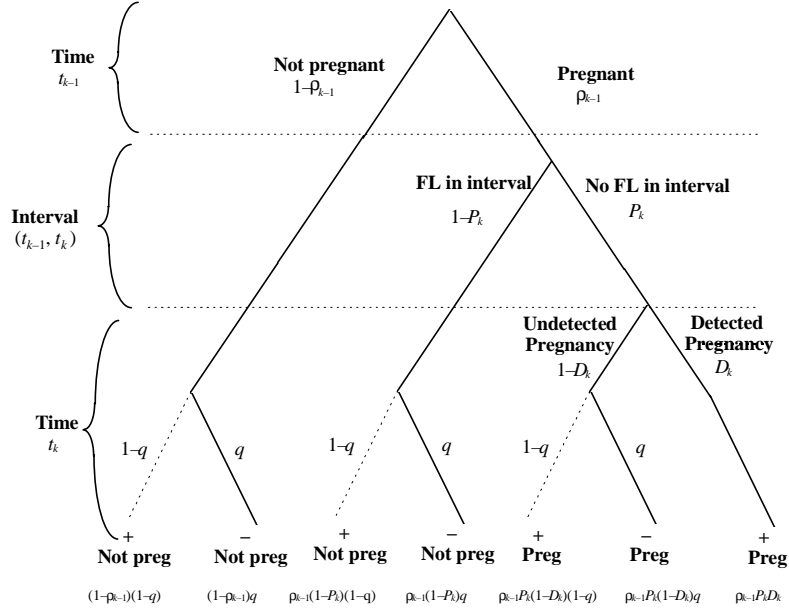 Time
t_{k–1}
Not pregnant
1–ρ_{k–1}
Pregnant
ρ_{k–1}
Interval
(t_{k–1}, t_k)
FL in interval
1–P_k
No FL in interval
P_k
Undetected
Pregnancy
1–D_k
Detected
Pregnancy
D_k
Time
t_k
1–q
q
1–q
q
1–q
q
+
–
+
–
+
–
+
Not preg
Not preg
Not preg
Not preg
Preg
Preg
Preg
(1–ρ_{k–1})(1–q)
(1–ρ_{k–1})q
ρ_{k–1}(1–P_k)(1–q)
ρ_{k–1}(1–P_k)q
ρ_{k–1}P_k(1–D_k)(1–q)
ρ_{k–1}P_k(1–D_k)q
ρ_{k–1}P_kD_k